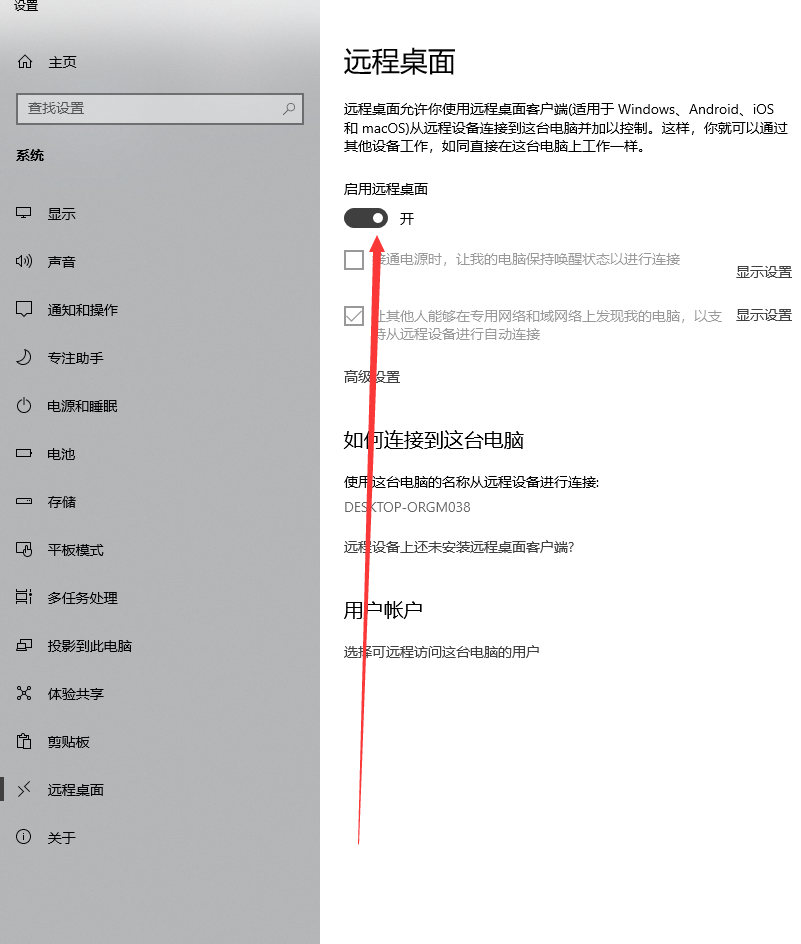 设置
主页
查找设置
系统
显示
声音
通知和操作
专注助手
电源和睡眠
电池
存储
平板模式
多任务处理
投影到此电脑
体验共享
剪贴板
远程桌面
关于
远程桌面
远程桌面允许你使用远程桌面客户端(适用于 Windows、Android、iOS
和 macOS)从远程设备连接到这台电脑并加以控制。这样，你就可以通过
其他设备工作，如同直接在这台电脑上工作一样。
启用远程桌面
开
接通电源时，让我的电脑保持唤醒状态以进行连接
显示设置
让其他人能够在专用网络和域网络上发现我的电脑，以支
持从远程设备进行自动连接
显示设置
高级设置
如何连接到这台电脑
使用这台电脑的名称从远程设备进行连接:
DESKTOP-ORGM038
远程设备上还未安装远程桌面客户端?
用户帐户
选择可远程访问这台电脑的用户